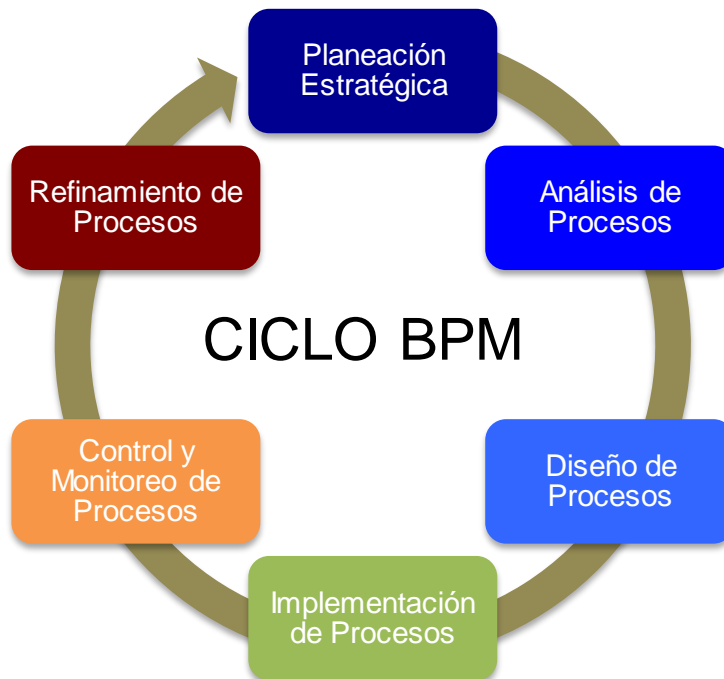 Planeación
Estratégica
Análisis de
Procesos
Diseño de
Procesos
Implementación
de Procesos
Control y
Monitoreo de
Procesos
Refinamiento de
Procesos
CICLO BPM